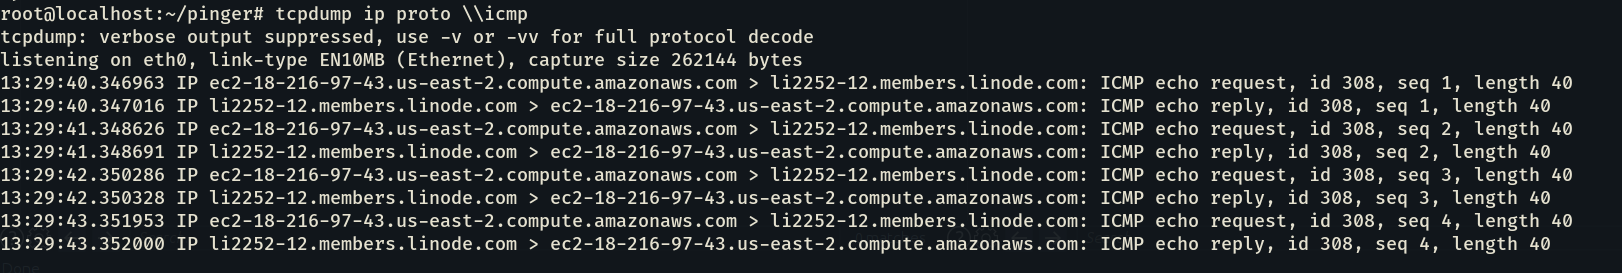 root@localhost:~/pinger# tcpdump ip proto \\icmp
tcpdump: verbose output suppressed, use -v or -vv for full protocol decode
listening on eth0, link-type EN10MB (Ethernet), capture size 262144 bytes
13:29:40.346963 IP ec2-18-216-97-43.us-east-2.compute.amazonaws.com > li2252-12.members.linode.com: ICMP echo request, id 308, seq 1, length 40
13:29:40.347016 IP li2252-12.members.linode.com > ec2-18-216-97-43.us-east-2.compute.amazonaws.com: ICMP echo reply, id 308, seq 1, length 40
13:29:41.348626 IP ec2-18-216-97-43.us-east-2.compute.amazonaws.com > li2252-12.members.linode.com: ICMP echo request, id 308, seq 2, length 40
13:29:41.348691 IP li2252-12.members.linode.com > ec2-18-216-97-43.us-east-2.compute.amazonaws.com: ICMP echo reply, id 308, seq 2, length 40
13:29:42.350286 IP ec2-18-216-97-43.us-east-2.compute.amazonaws.com > li2252-12.members.linode.com: ICMP echo request, id 308, seq 3, length 40
13:29:42.350328 IP li2252-12.members.linode.com > ec2-18-216-97-43.us-east-2.compute.amazonaws.com: ICMP echo reply, id 308, seq 3, length 40
13:29:43.351953 IP ec2-18-216-97-43.us-east-2.compute.amazonaws.com > li2252-12.members.linode.com: ICMP echo request, id 308, seq 4, length 40
13:29:43.352000 IP li2252-12.members.linode.com > ec2-18-216-97-43.us-east-2.compute.amazonaws.com: ICMP echo reply, id 308, seq 4, length 40